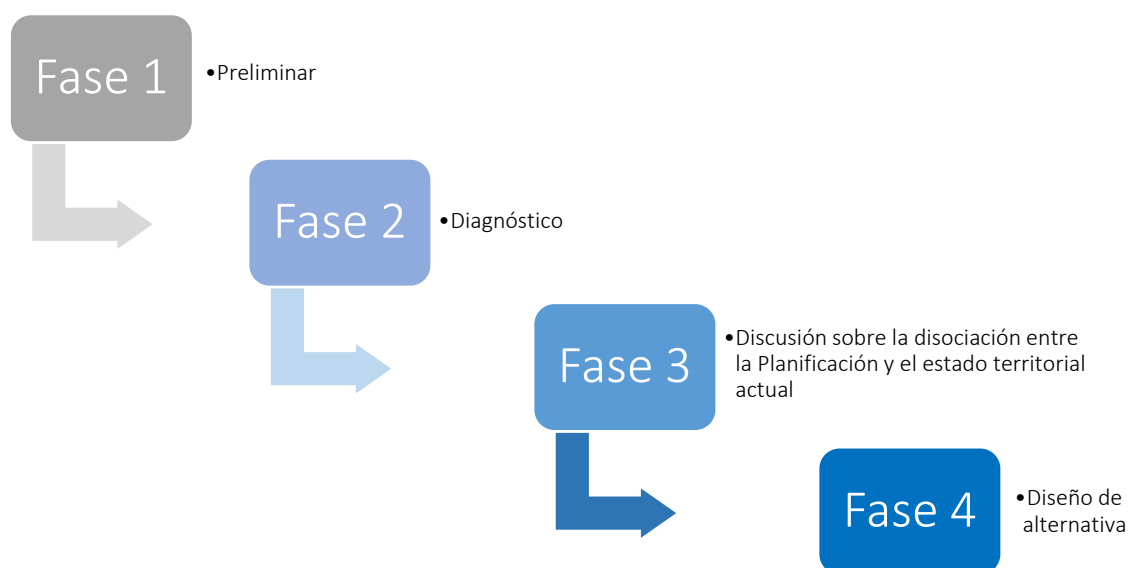 Fase 1
•Preliminar
Fase 2
•Diagnóstico
Fase 3
•Discusión sobre la disociación entre
la Planificación y el estado territorial
actual
Fase 4
•Diseño de
alternativa